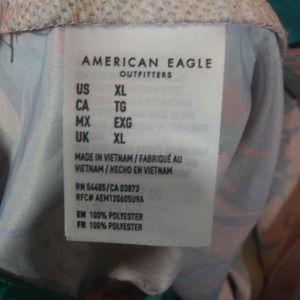 AMERICAN EAGLE
OUTFITTERS
US XL
CA TG
MX EXG
UK XL
MADE IN VIETNAM / FABRIQUÉ AU
VIETNAM / HECHO EN VIETNAM
RN 54485/CA 03873
RFC# AEM120605U9A
EN 100% POLYESTER
FR 100% POLYESTER